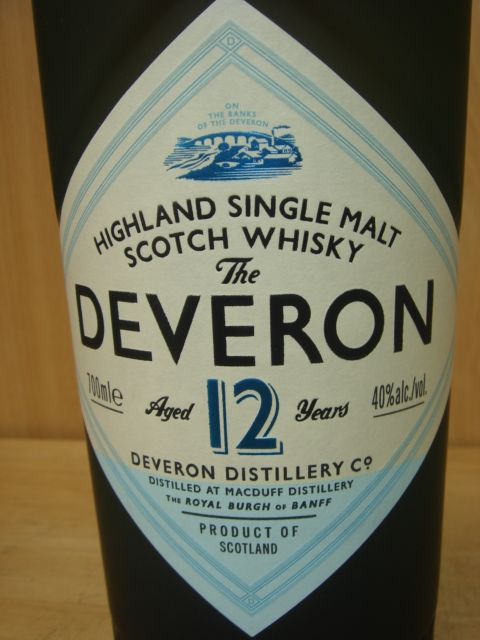 D
ON
THE BANKS
OF THE DEVERON
HIGHLAND SINGLE MALT
SCOTCH WHISKY
The
DEVERON
700ml℮ Aged 12 Years 40%alc./vol.
DEVERON DISTILLERY Cº
DISTILLED AT MACDUFF DISTILLERY
THE ROYAL BURGH OF BANFF
PRODUCT OF
SCOTLAND
D